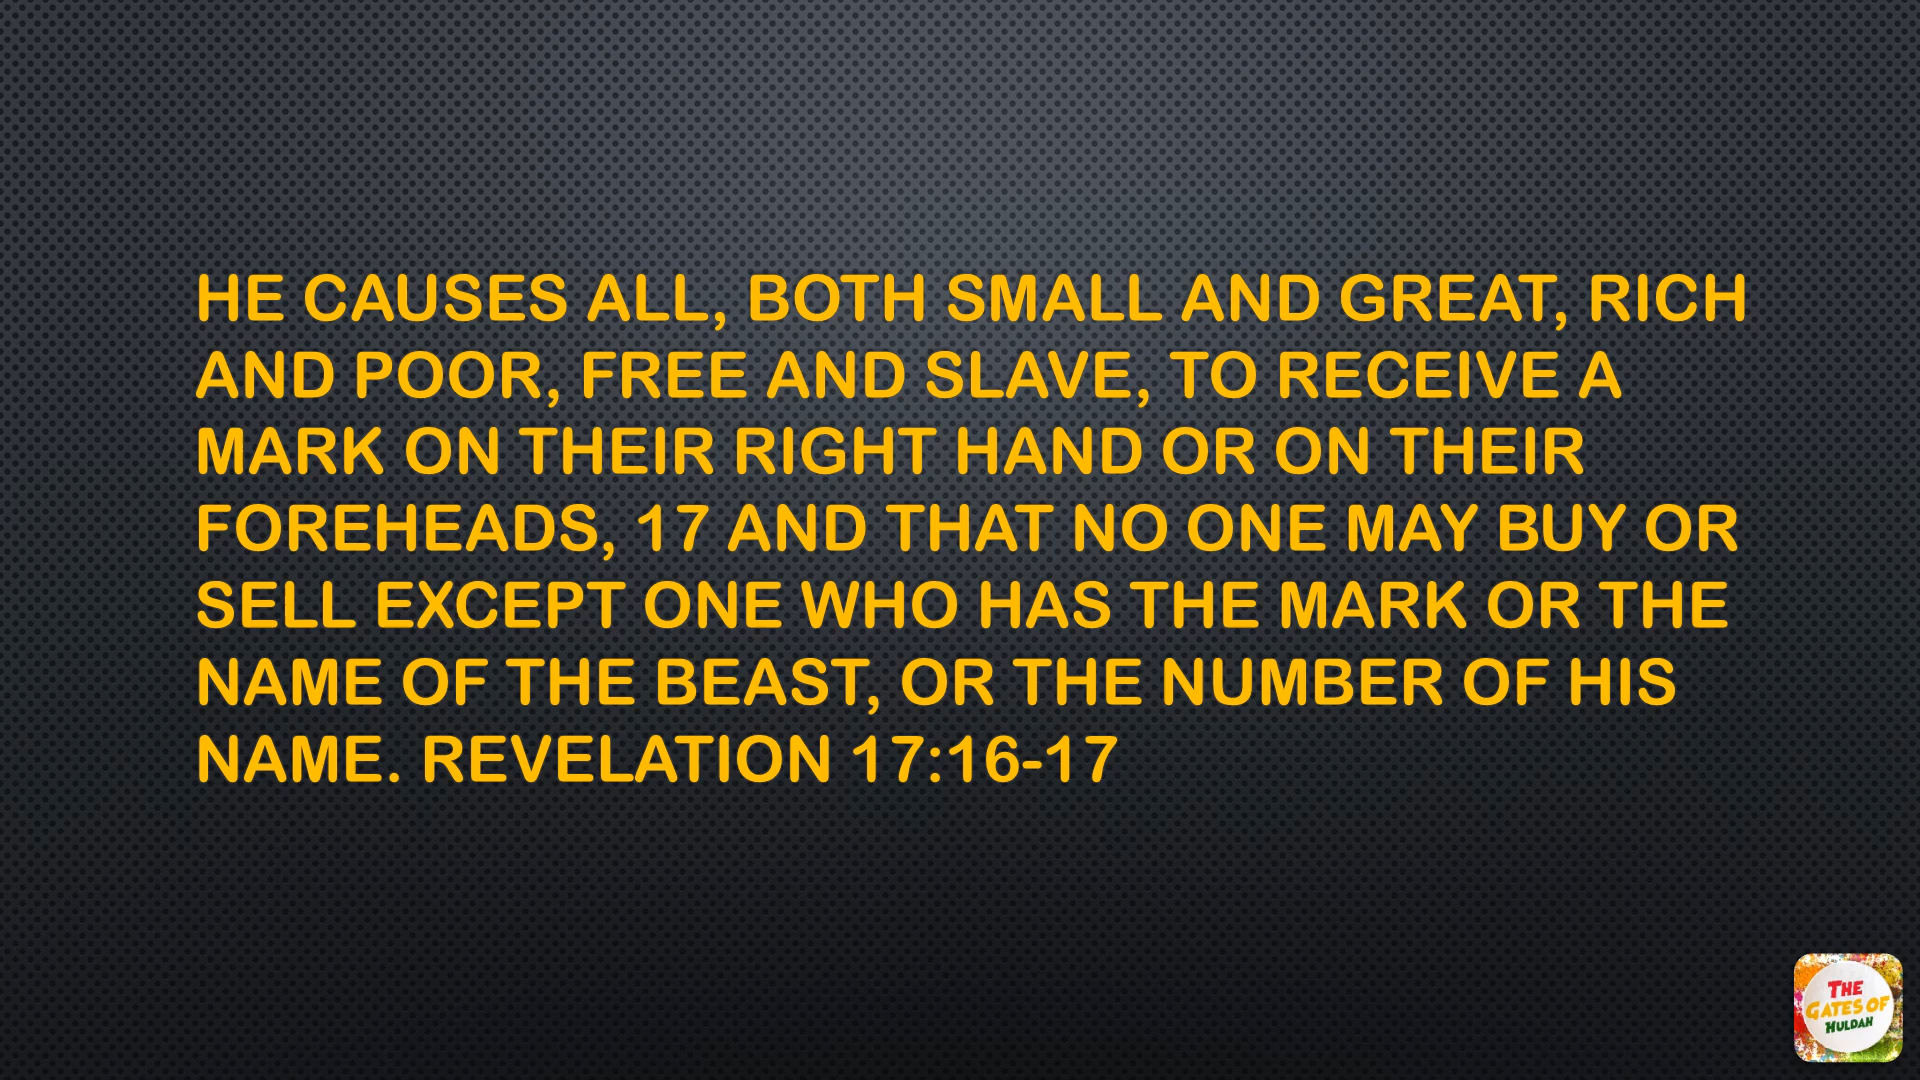 HE CAUSES ALL, BOTH SMALL AND GREAT, RICH
AND POOR, FREE AND SLAVE, TO RECEIVE A
MARK ON THEIR RIGHT HAND OR ON THEIR
FOREHEADS, 17 AND THAT NO ONE MAY BUY OR
SELL EXCEPT ONE WHO HAS THE MARK OR THE
NAME OF THE BEAST, OR THE NUMBER OF HIS
NAME. REVELATION 17:16-17
THE
GATES OF
HULDAH